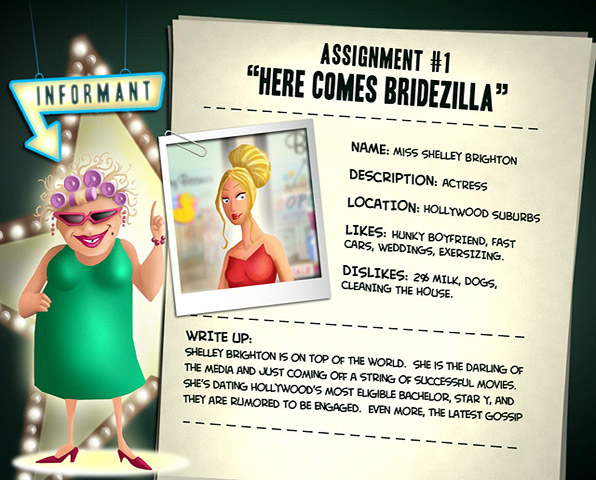 INFORMANT
ASSIGNMENT #1
"HERE COMES BRIDEZILLA"
NAME: MISS SHELLEY BRIGHTON
DESCRIPTION: ACTRESS
LOCATION: HOLLYWOOD SUBURBS
LIKES: HUNKY BOYFRIEND, FAST
CARS, WEDDINGS, EXERSIZING.
DISLIKES: 2% MILK, DOGS,
CLEANING THE HOUSE.
WRITE UP:
SHELLEY BRIGHTON IS ON TOP OF THE WORLD. SHE IS THE DARLING OF
THE MEDIA AND JUST COMING OFF A STRING OF SUCCESSFUL MOVIES.
SHE'S DATING HOLLYWOOD'S MOST ELIGIBLE BACHELOR, STAR Y, AND
THEY ARE RUMORED TO BE ENGAGED. EVEN MORE, THE LATEST GOSSIP